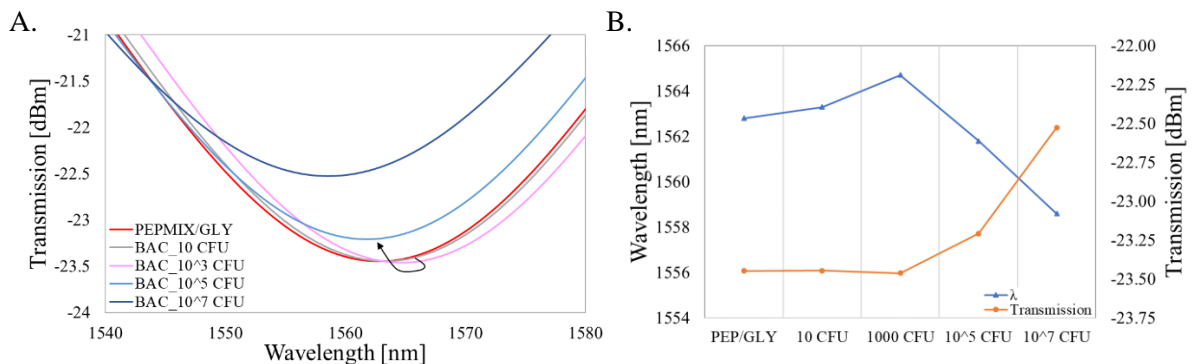 A.
Transmission [dBm]
-21
-21.5
-22
-22.5
-23
-23.5
-24
PEPMIX/GLY
BAC_10 CFU
BAC_10^3 CFU
BAC_10^5 CFU
BAC_10^7 CFU
1540 1550 1560 1570 1580
Wavelength [nm]
B.
Wavelength [nm]
1566
1564
1562
1560
1558
1556
1554
-22.00
-22.25
-22.50
-22.75
-23.00
-23.25
-23.50
-23.75
Transmission [dBm]
λ
Transmission
PEP/GLY 10 CFU 1000 CFU 10^5 CFU 10^7 CFU